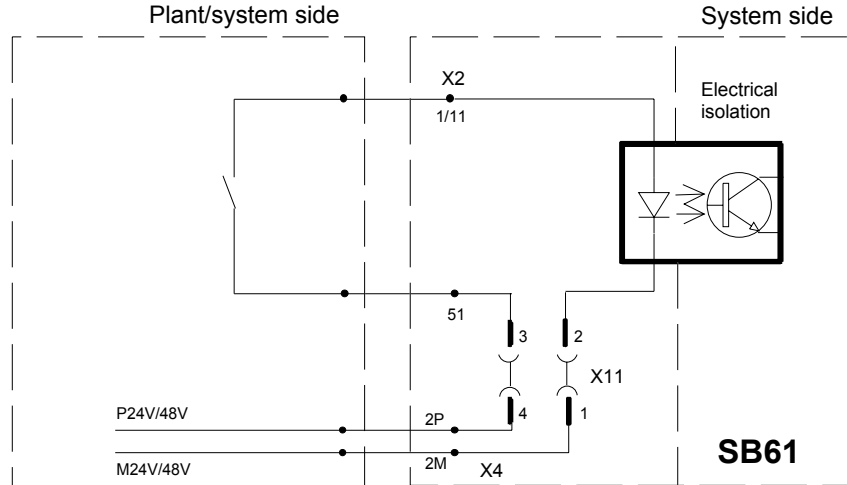 Plant/system side
System side
X2
1/11
Electrical
isolation
51
3
2
X11
4
1
P24V/48V
2P
M24V/48V
2M
X4
SB61